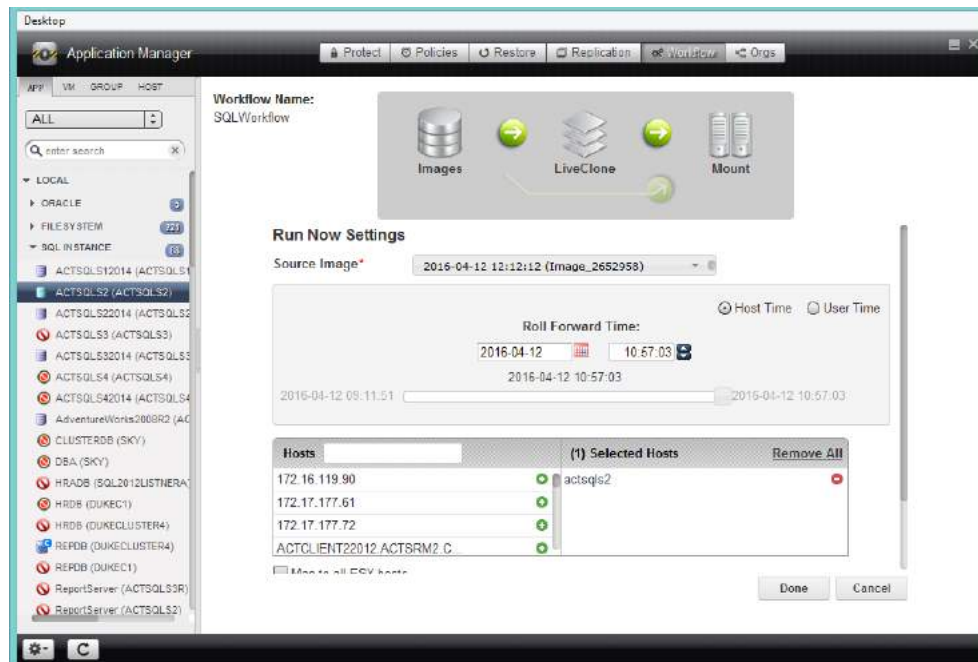 Desktop
Application Manager
Protect
Policies
Restore
Replication
Workflow
Orgs
APP VM GROUP HOST
ALL
enter search
LOCAL
ORACLE
FILESYSTEM
SQL INSTANCE
ACTSQLS12014 (ACTSQLS1
ACTSQLS2 (ACTSQLS2)
ACTSQLS22014 (ACTSQLS2
ACTSQLS3 (ACTSQLS3)
ACTSQLS32014 (ACTSQLS3
ACTSQLS4 (ACTSQLS4)
ACTSQLS42014 (ACTSQLS4
AdventureWorks2008R2 (AC
CLUSTERDB (SKY)
DBA (SKY)
HRADB (SQL2012LISTNERA
HRDB (DUKEC1)
HRDB (DUKECLUSTER4)
REPDB (DUKECLUSTER4)
REPDB (DUKEC1)
ReportServer (ACTSQLS3R)
ReportServer (ACTSQLS2)
Workflow Name:
SQLWorkflow
Images
LiveClone
Mount
Run Now Settings
Source Image*
2016-04-12 12:12:12 (Image_2652958)
Host Time
User Time
Roll Forward Time:
2016-04-12
10:57:03
2016-04-12 10:57:03
2016-04-12 09:11:51
2016-04-12 10:57:03
Hosts
(1) Selected Hosts
Remove All
172.16.119.90
actsqls2
172.17.177.61
172.17.177.72
ACTCLIENT22012.ACTSRM2.C...
Map to all ESX hosts
Done
Cancel